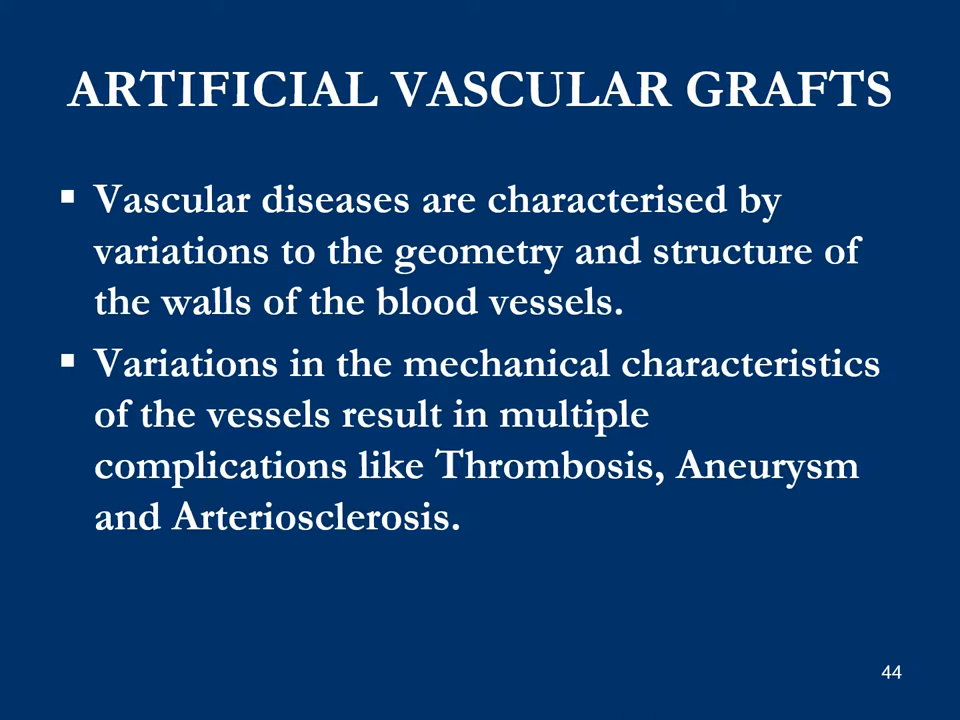 ARTIFICIAL VASCULAR GRAFTS
▪ Vascular diseases are characterised by
variations to the geometry and structure of
the walls of the blood vessels.
▪ Variations in the mechanical characteristics
of the vessels result in multiple
complications like Thrombosis, Aneurysm
and Arteriosclerosis.
44